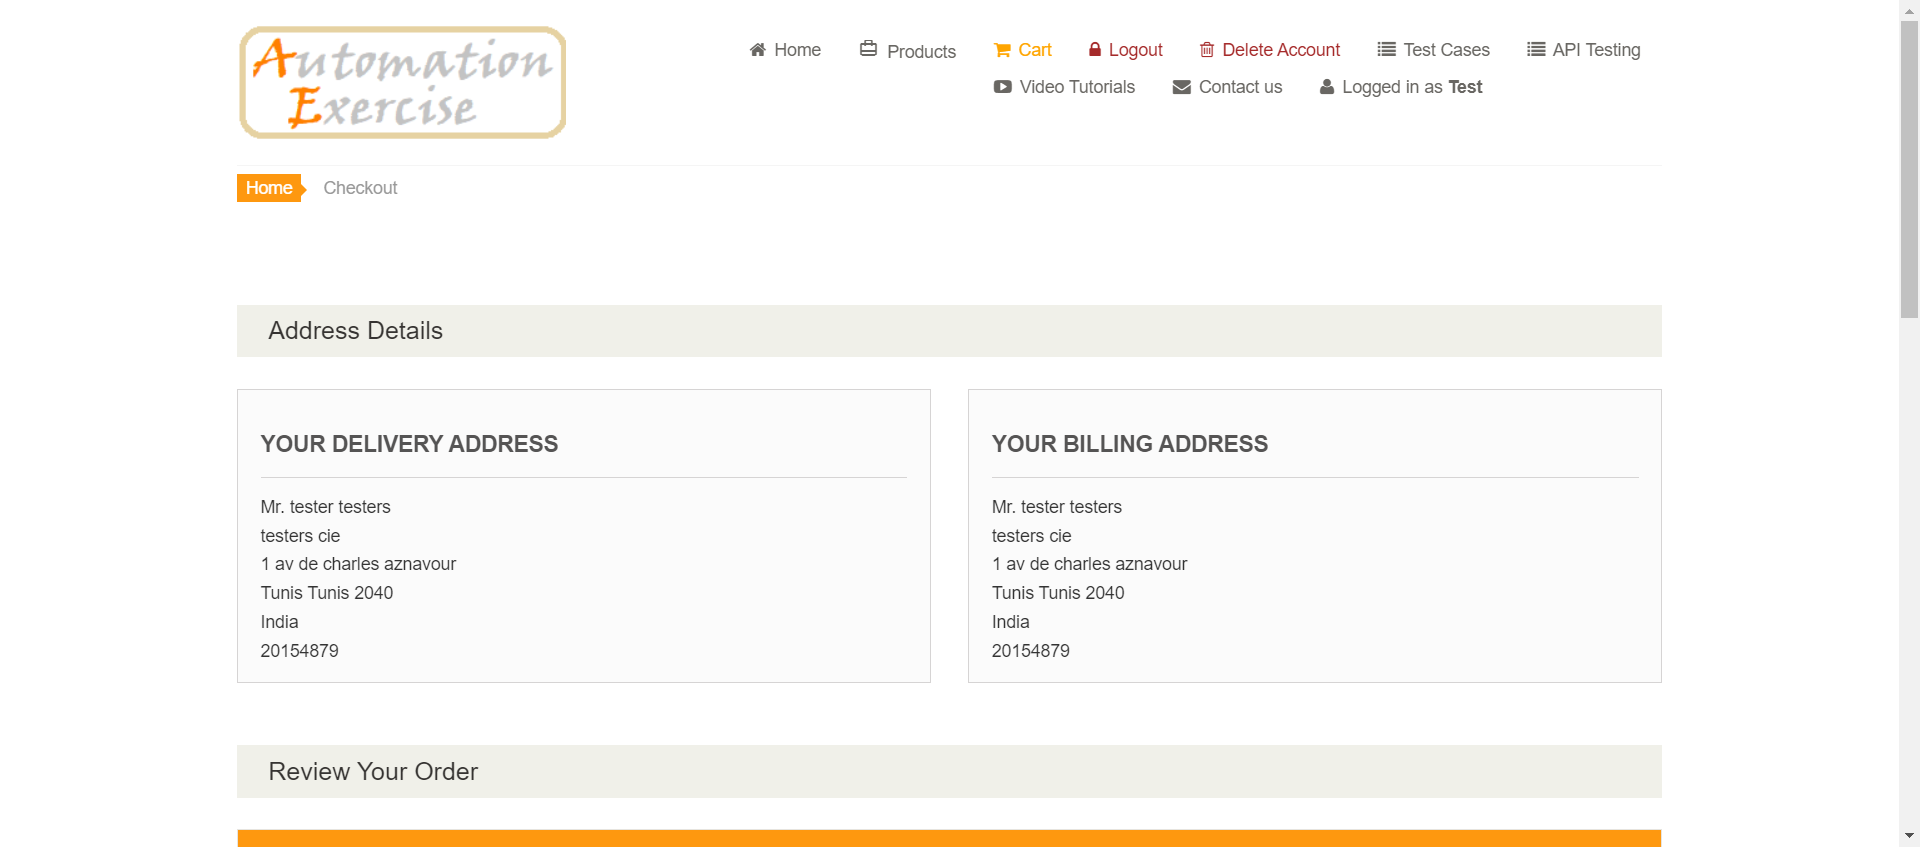 Automation
Exercise
Home Products Cart Logout Delete Account Test Cases API Testing
Video Tutorials Contact us Logged in as Test
Home Checkout
Address Details
YOUR DELIVERY ADDRESS
Mr. tester testers
testers cie
1 av de charles aznavour
Tunis Tunis 2040
India
20154879
YOUR BILLING ADDRESS
Mr. tester testers
testers cie
1 av de charles aznavour
Tunis Tunis 2040
India
20154879
Review Your Order